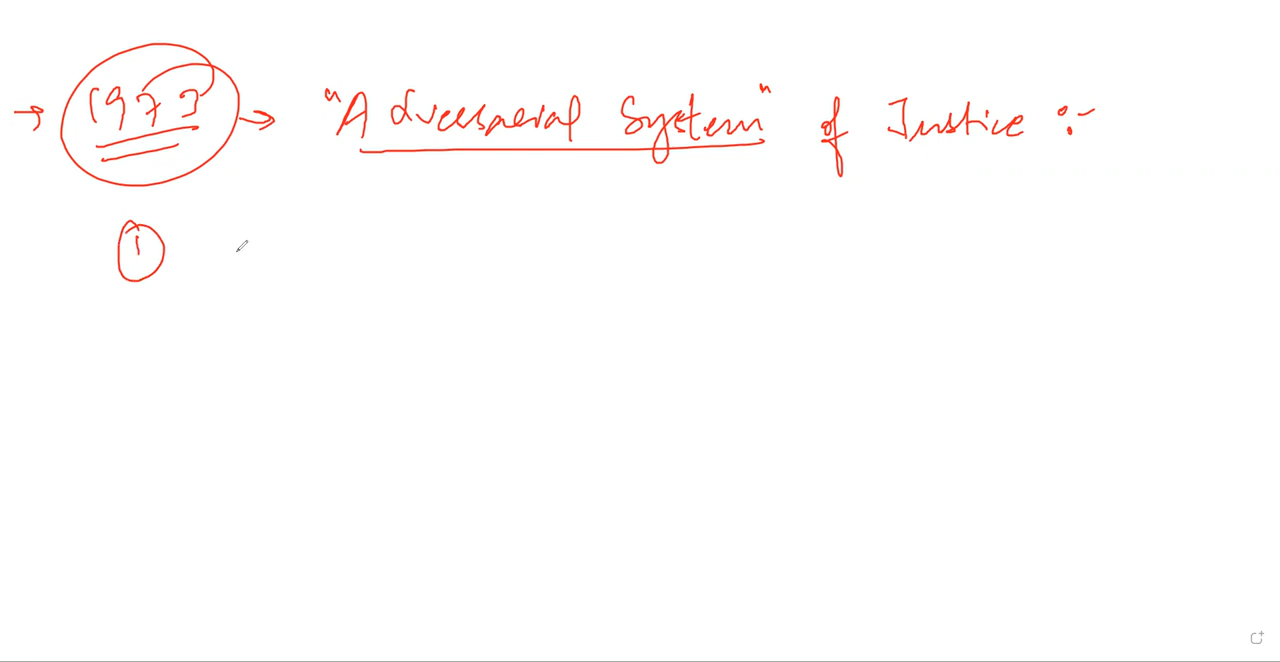 → 1973 → "Adversarial System" of Justice :-
1